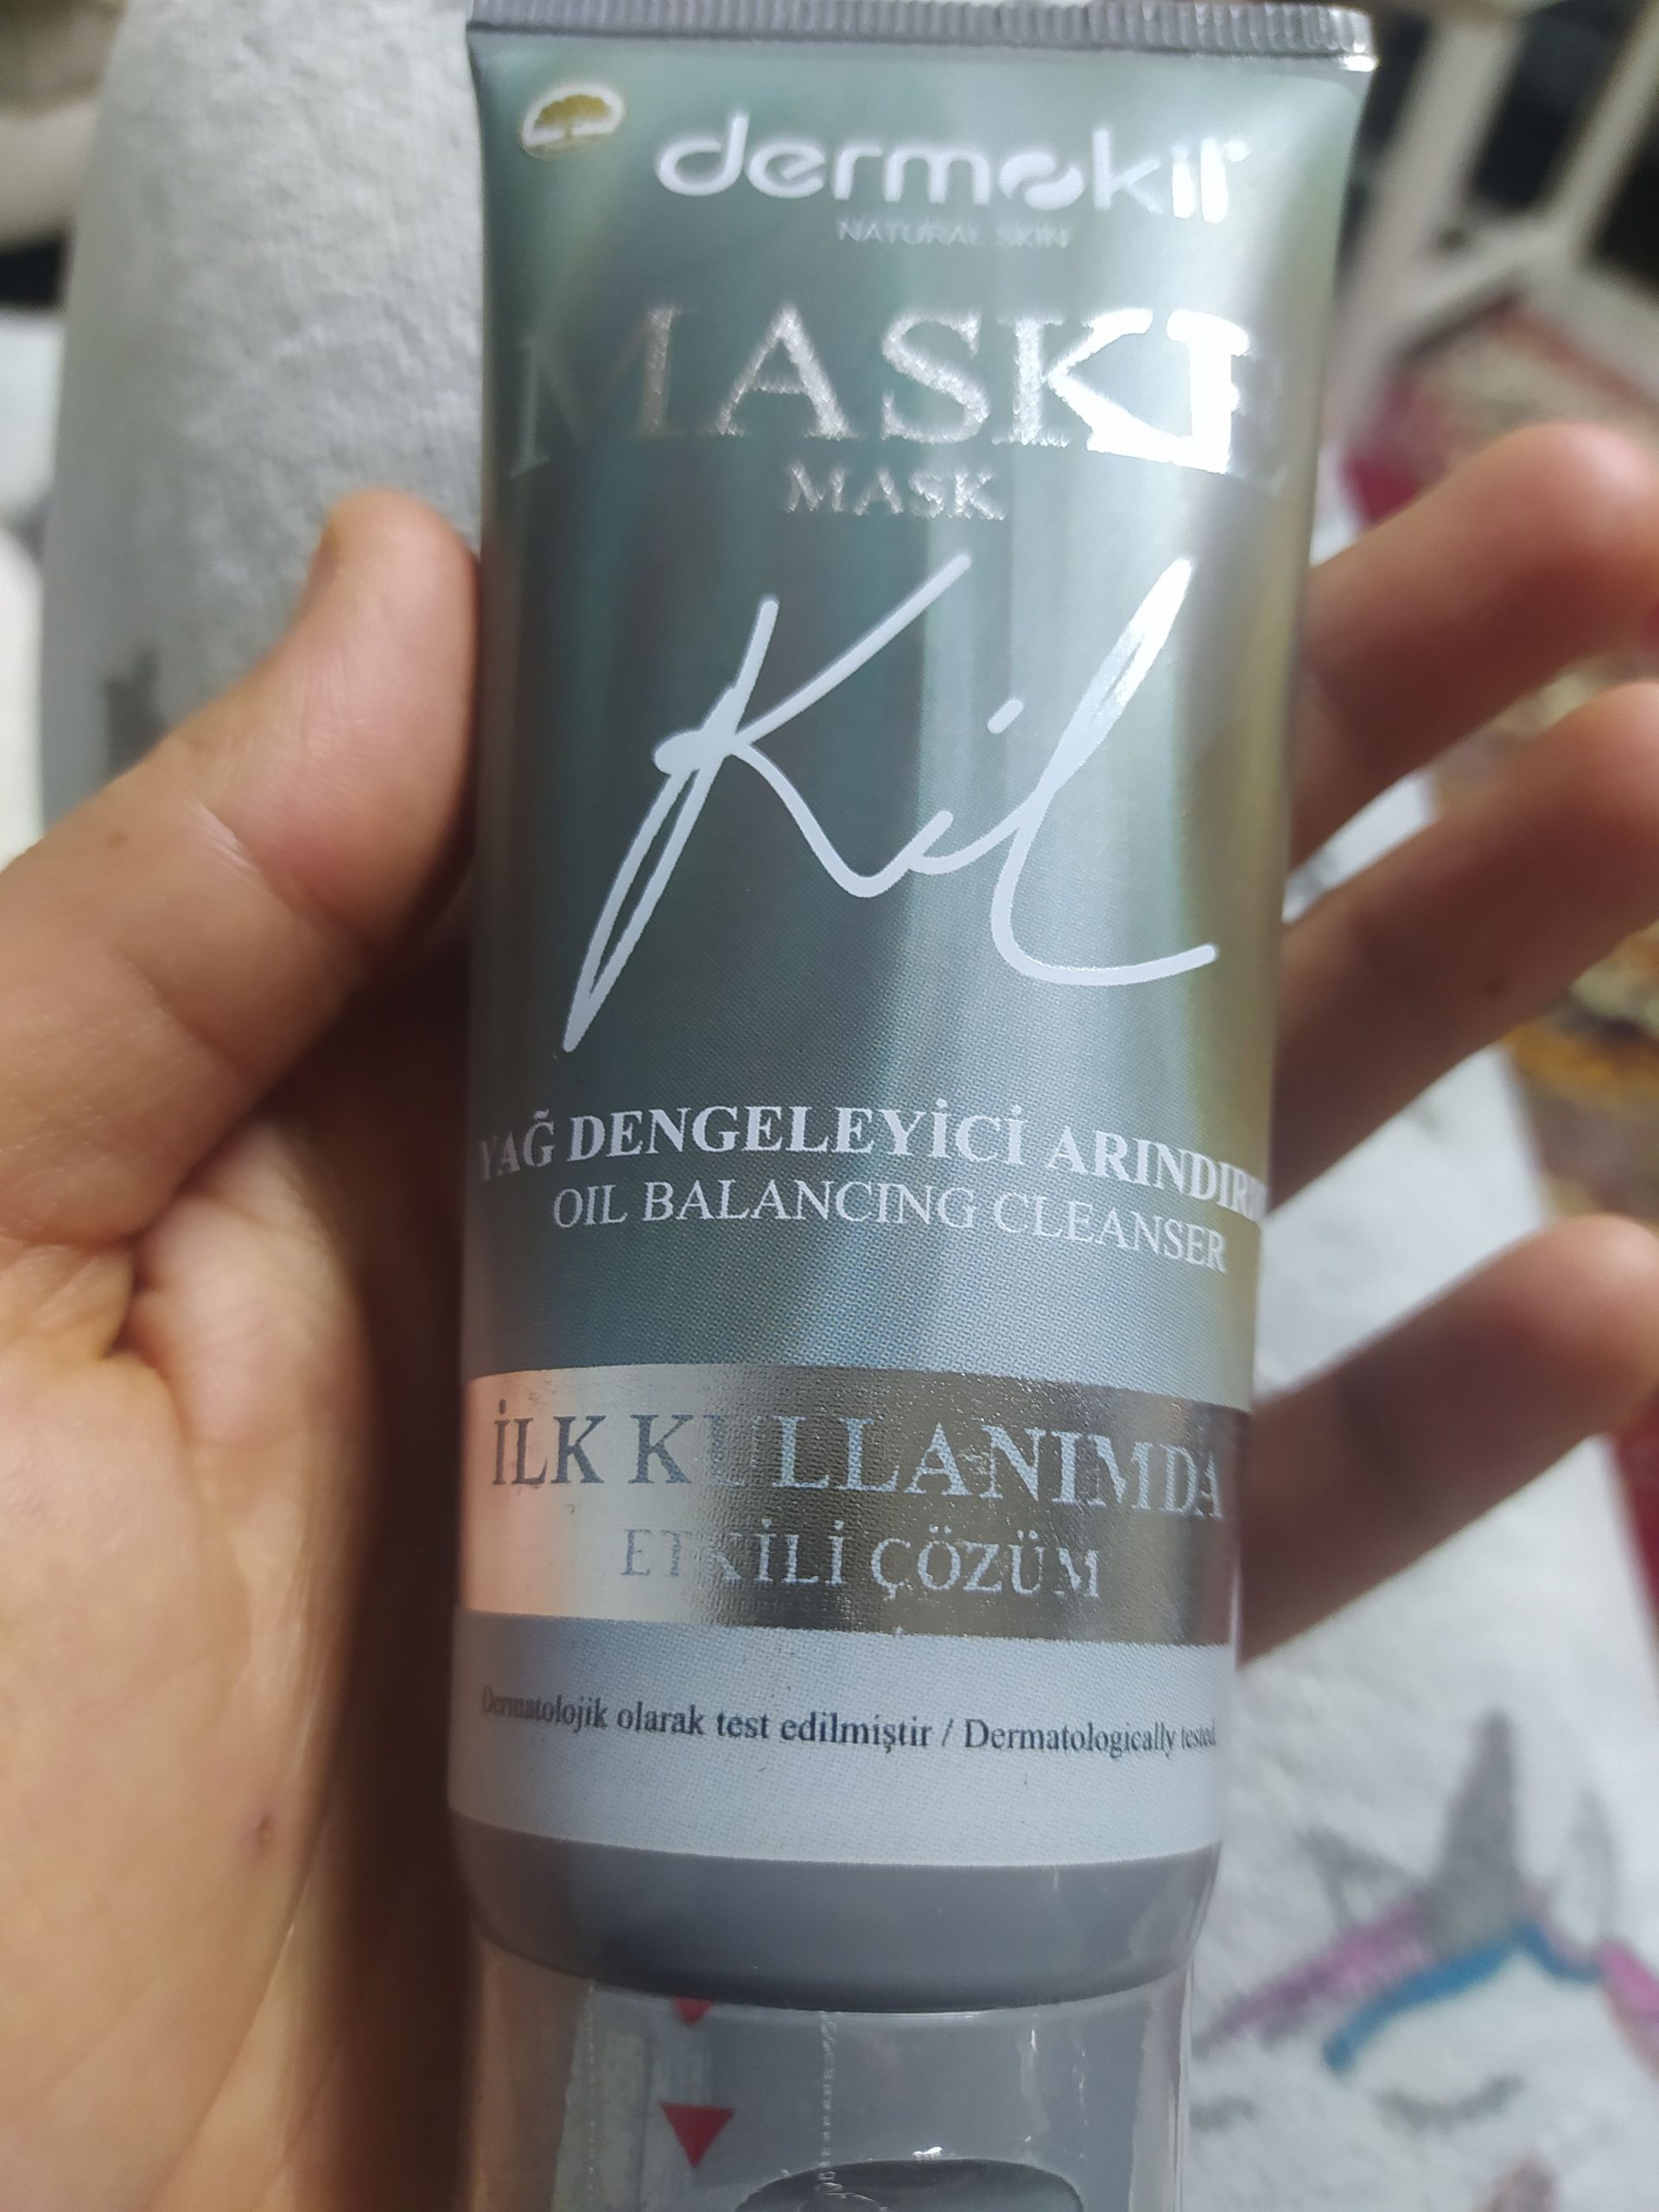 dermokil
NATURAL SKIN
MASKE
MASK
Kil
YAĞ DENGELEYİCİ
OIL BALANCING CLEANSER
İLK KULLANIMDA
ETKİLİ ÇÖZÜM
Dermatolojik olarak test edilmiştir / Dermatologically tested